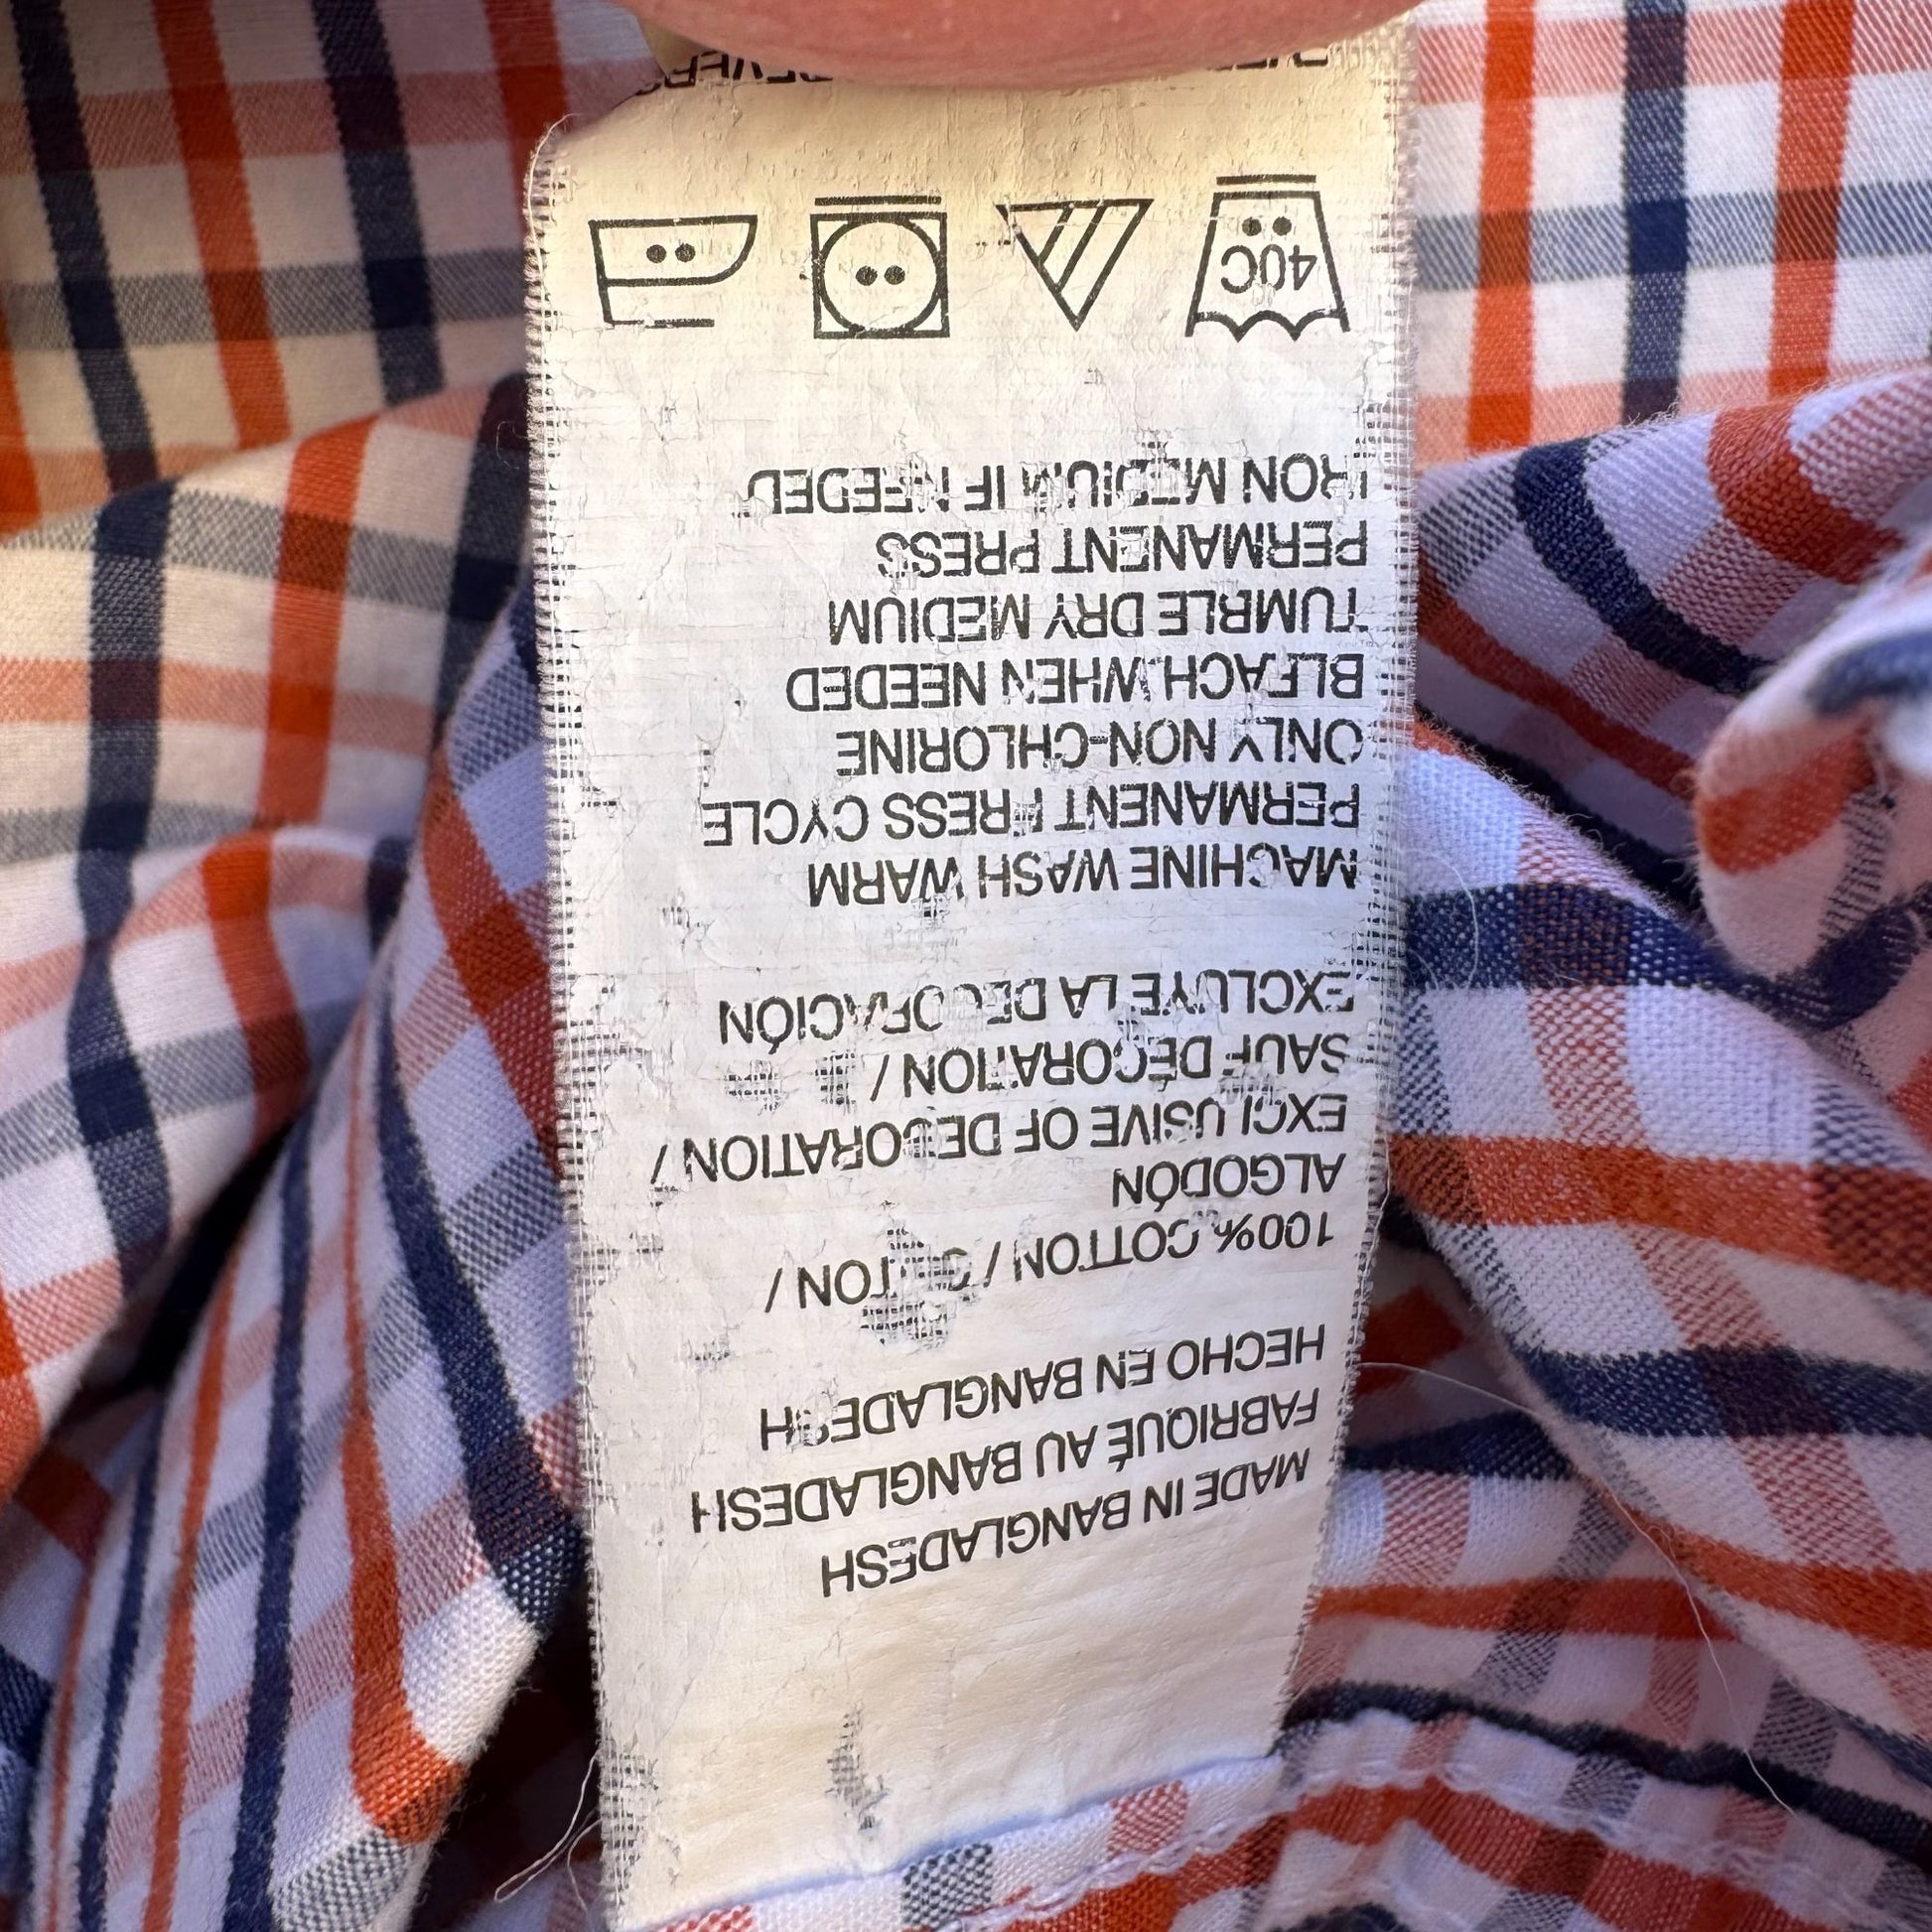 MADE IN BANGLADESH
FABRIQUÉ AU BANGLADESH
HECHO EN BANGLADESH
100% COTTON / /
ALGODÓN
EXCLUSIVE OF DECORATION /
SAUF DÉCORATION /
EXCLUYE LA DECORACIÓN
MACHINE WASH WARM
PERMANENT PRESS CYCLE
ONLY NON-CHLORINE
BLEACH WHEN NEEDED
TUMBLE DRY MEDIUM
PERMANENT PRESS
IRON MEDIUM IF NEEDED
40C